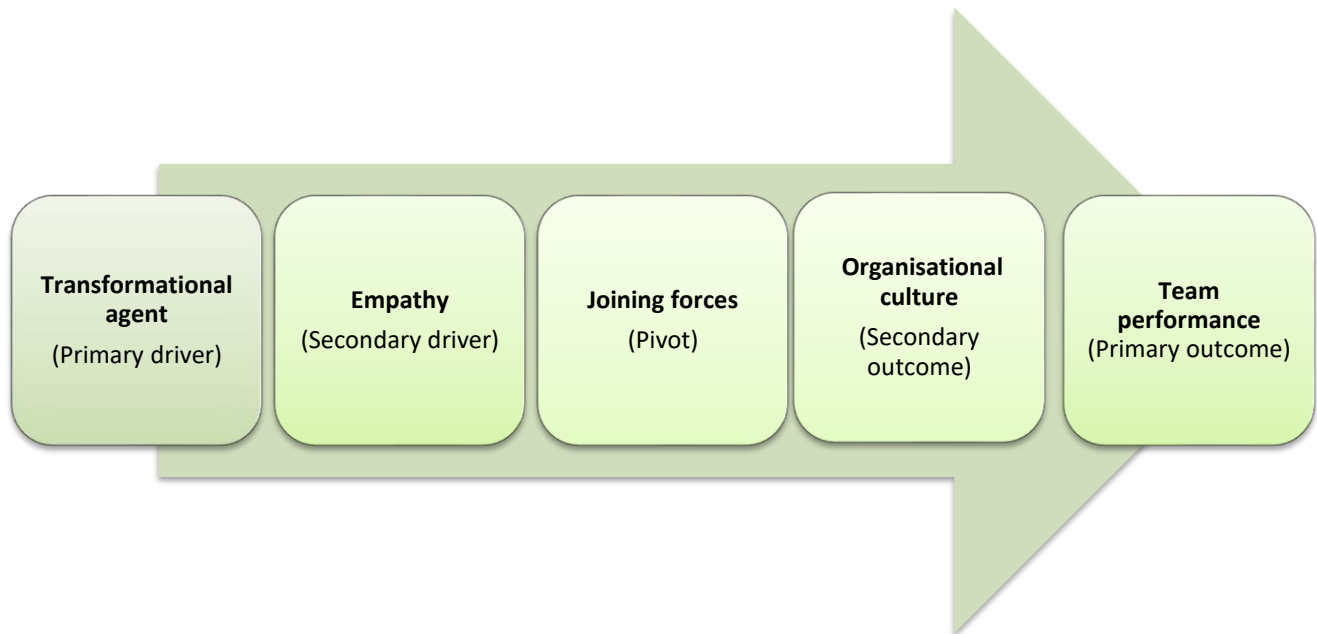 Transformational
agent
(Primary driver)
Empathy
(Secondary driver)
Joining forces
(Pivot)
Organisational
culture
(Secondary
outcome)
Team
performance
(Primary outcome)